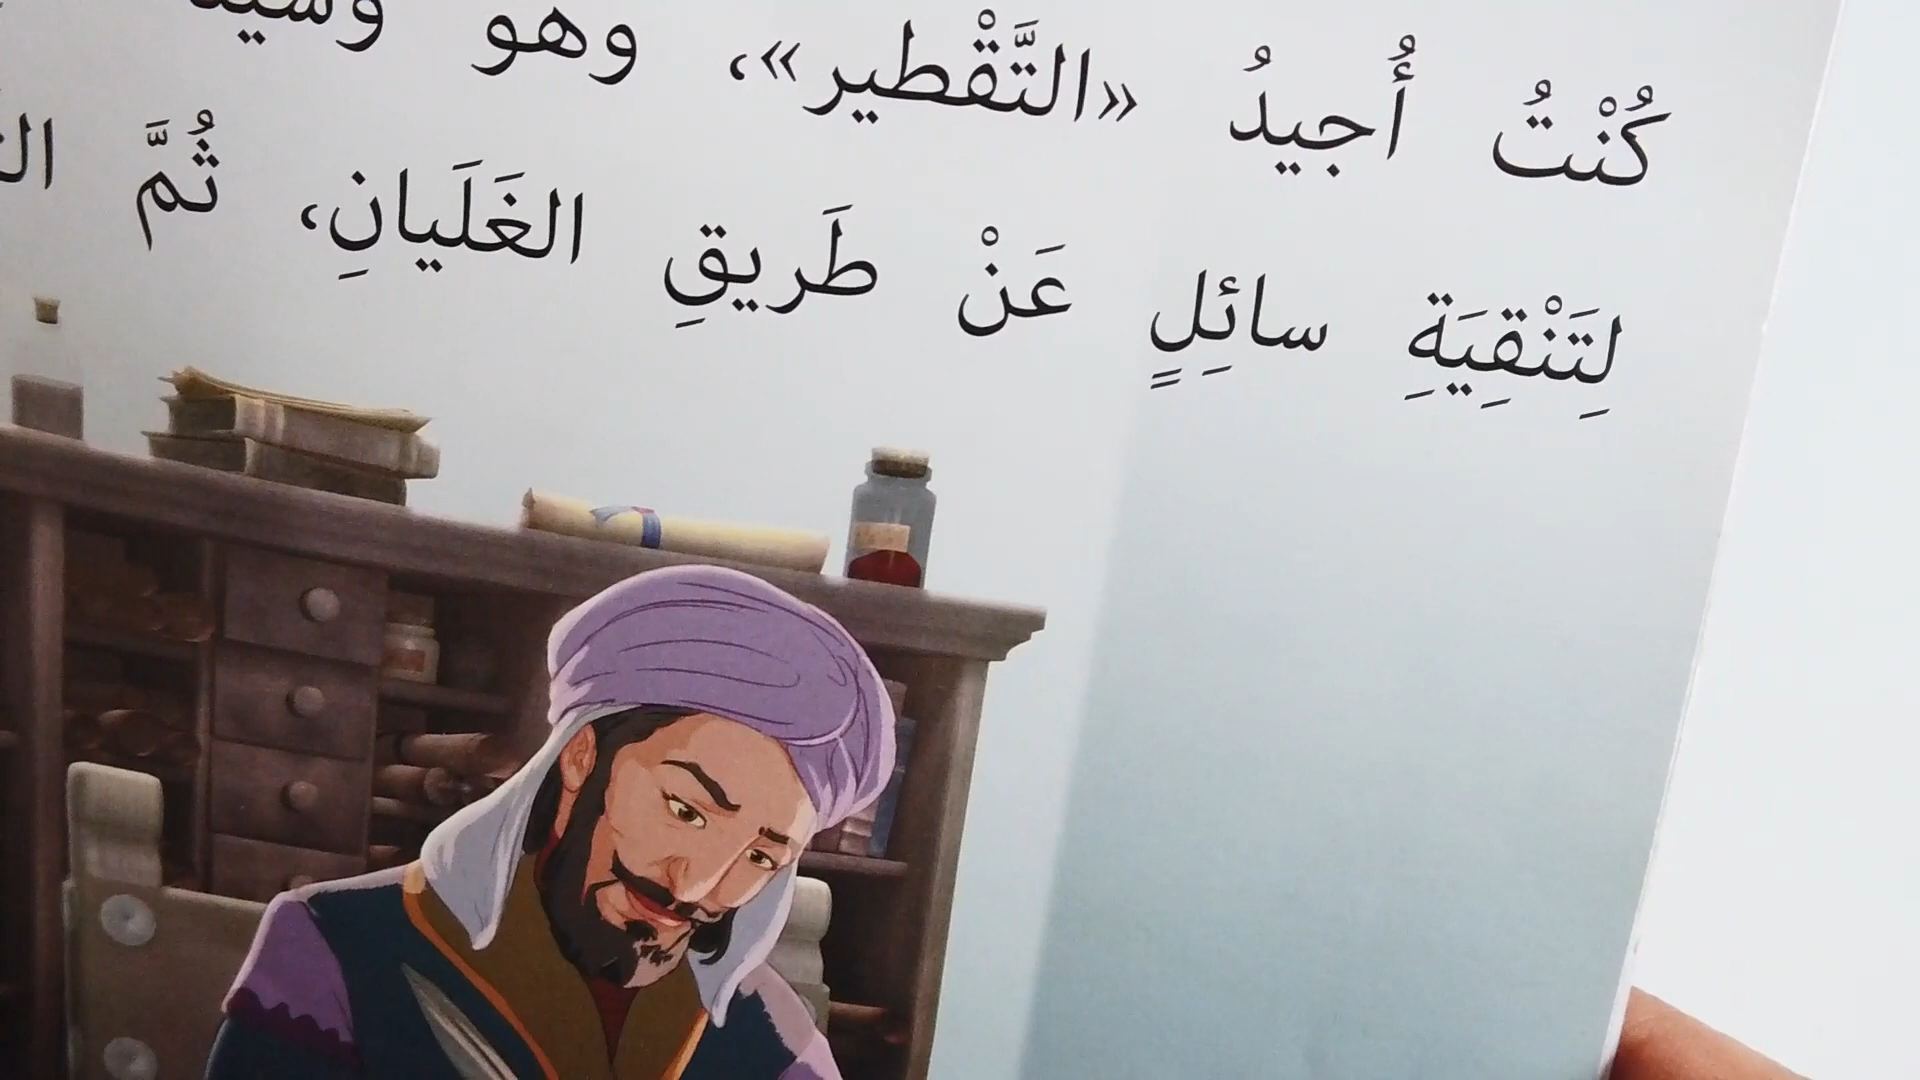 كُنْتُ أُجيدُ «التَّقْطير»، وهو
لِتَنْقِيَةِ سائِلٍ عَنْ طَريقِ الغَلَيانِ، ثُمَّ